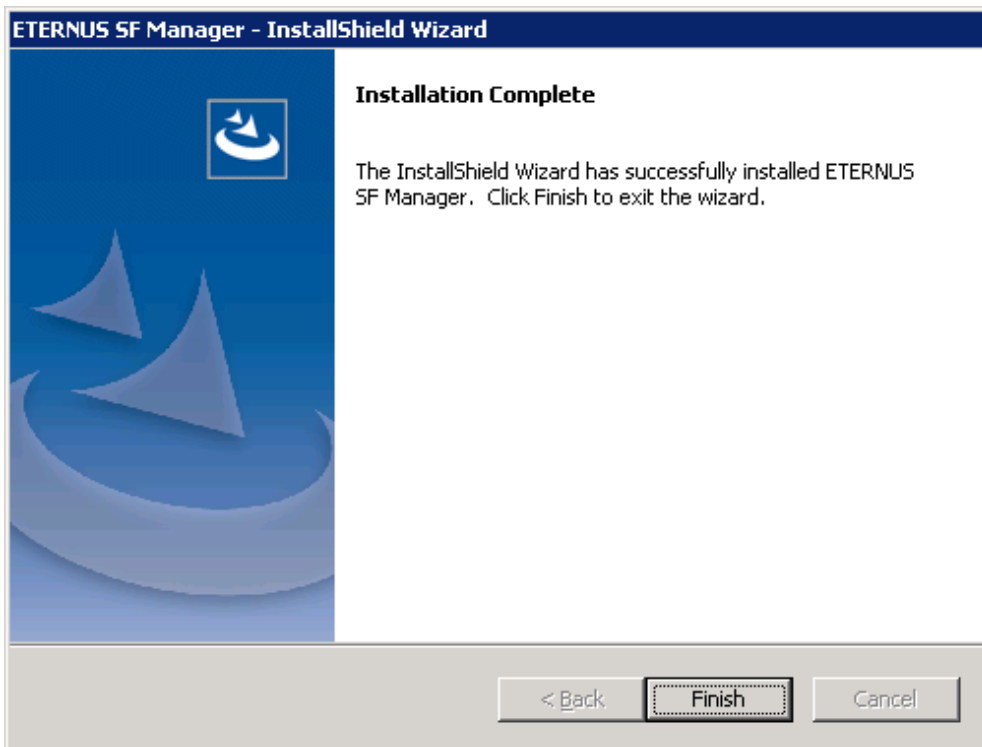 ETERNUS SF Manager - InstallShield Wizard
Installation Complete
The InstallShield Wizard has successfully installed ETERNUS
SF Manager. Click Finish to exit the wizard.
< Back Finish Cancel